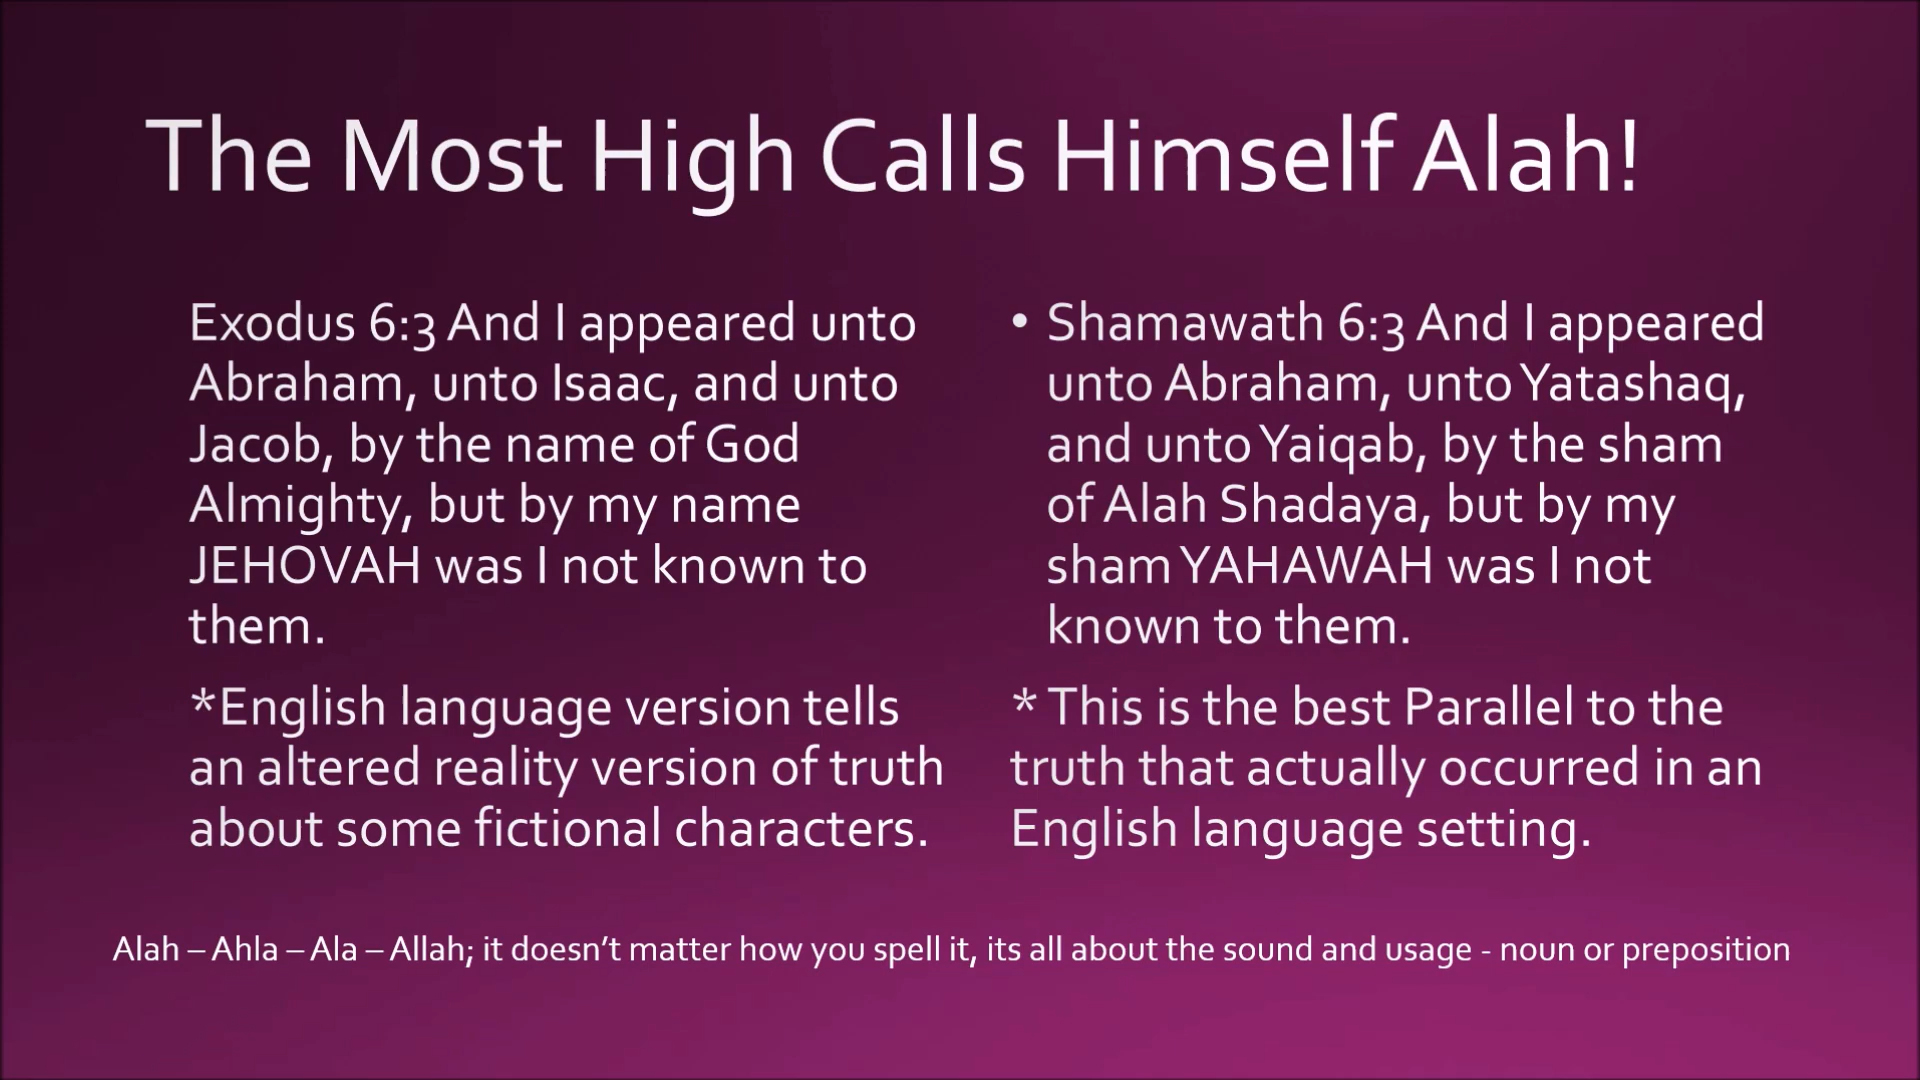 The Most High Calls Himself Alah!
Exodus 6:3 And I appeared unto
Abraham, unto Isaac, and unto
Jacob, by the name of God
Almighty, but by my name
JEHOVAH was I not known to
them.
*English language version tells
an altered reality version of truth
about some fictional characters.
• Shamawath 6:3 And I appeared
unto Abraham, unto Yatashaq,
and unto Yaiqab, by the sham
of Alah Shadaya, but by my
sham YAHAWAH was I not
known to them.
* This is the best Parallel to the
truth that actually occurred in an
English language setting.
Alah – Ahla – Ala – Allah; it doesn’t matter how you spell it, its all about the sound and usage - noun or preposition